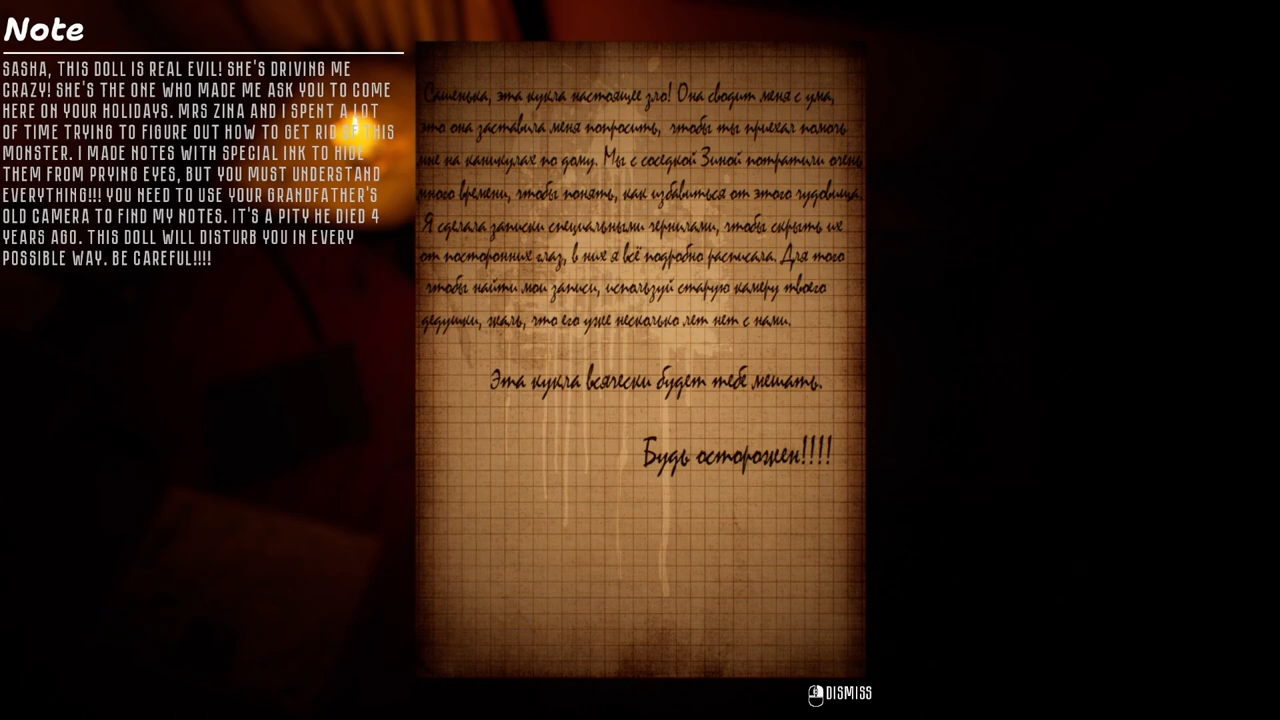 Note
SASHA, THIS DOLL IS REAL EVIL! SHE'S DRIVING ME
CRAZY! SHE'S THE ONE WHO MADE ME ASK YOU TO COME
HERE ON YOUR HOLIDAYS. MRS ZINA AND I SPENT A LOT
OF TIME TRYING TO FIGURE OUT HOW TO GET RID OF THIS
MONSTER. I MADE NOTES WITH SPECIAL INK TO HIDE
THEM FROM PRYING EYES, BUT YOU MUST UNDERSTAND
EVERYTHING!!! YOU NEED TO USE YOUR GRANDFATHER'S
OLD CAMERA TO FIND MY NOTES. IT'S A PITY HE DIED 4
YEARS AGO. THIS DOLL WILL DISTURB YOU IN EVERY
POSSIBLE WAY. BE CAREFUL!!!!
Сашенька, эта кукла настоящее зло! Она сводит меня с ума,
это она заставила меня попросить, чтобы ты приехал помочь
мне на каникулах по дому. Мы с соседкой Зиной потратили очень
много времени, чтобы понять, как избавиться от этого чудовища.
Я сделала записки специальными чернилами, чтобы скрыть их
от посторонних глаз, в них я всё подробно расписала. Для того
чтобы найти мои записи, используй старую камеру твоего
дедушки, жаль, что его уже несколько лет нет с нами.
Эта кукла всячески будет тебе мешать.
Будь осторожен!!!!
DISMISS